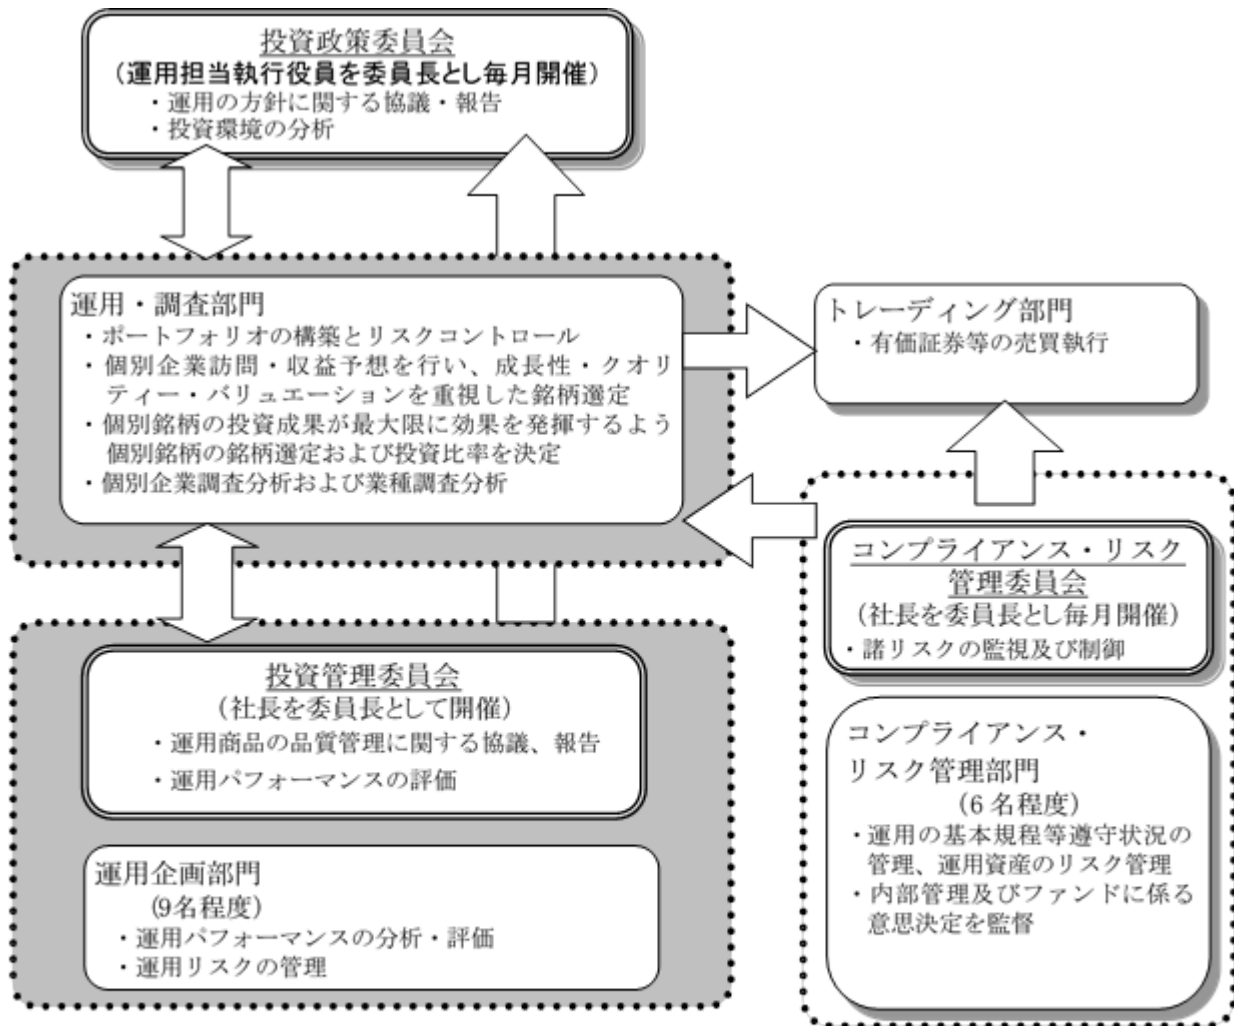 投資政策委員会
（運用担当執行役員を委員長とし毎月開催）
・運用の方針に関する協議・報告
・投資環境の分析
運用・調査部門
・ポートフォリオの構築とリスクコントロール
・個別企業訪問・収益予想を行い、成長性・クオリ
ティー・バリュエーションを重視した銘柄選定
・個別銘柄の投資成果が最大限に効果を発揮するよう
個別銘柄の銘柄選定および投資比率を決定
・個別企業調査分析および業種調査分析
トレーディング部門
・有価証券等の売買執行
投資管理委員会
（社長を委員長として開催）
・運用商品の品質管理に関する協議、報告
・運用パフォーマンスの評価
運用企画部門
（9名程度）
・運用パフォーマンスの分析・評価
・運用リスクの管理
コンプライアンス・リスク
管理委員会
（社長を委員長とし毎月開催）
・諸リスクの監視及び制御
コンプライアンス・
リスク管理部門
（6名程度）
・運用の基本規程等遵守状況の
管理、運用資産のリスク管理
・内部管理及びファンドに係る
意思決定を監督